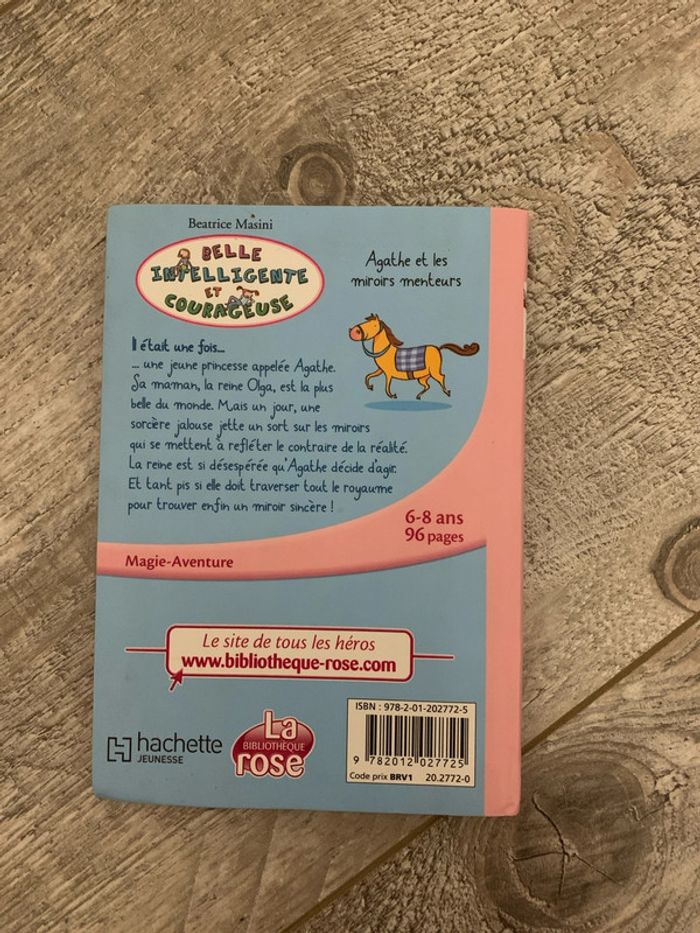 Beatrice Masini
BELLE
INTELLIGENTE
ET
COURAGEUSE
Agathe et les
miroirs menteurs
Il était une fois...
... une jeune princesse appelée Agathe.
Sa maman, la reine Olga, est la plus
belle du monde. Mais un jour, une
sorcière jalouse jette un sort sur les miroirs
qui se mettent à refléter le contraire de la réalité.
La reine est si désespérée qu'Agathe décide d'agir.
Et tant pis si elle doit traverser tout le royaume
pour trouver enfin un miroir sincère !
6-8 ans
96 pages
Magie-Aventure
Le site de tous les héros
www.bibliotheque-rose.com
hachette
JEUNESSE
La
BIBLIOTHÈQUE
rose
ISBN : 978-2-01-202772-5
9 782012 027725
Code prix BRV1 20.2772-0